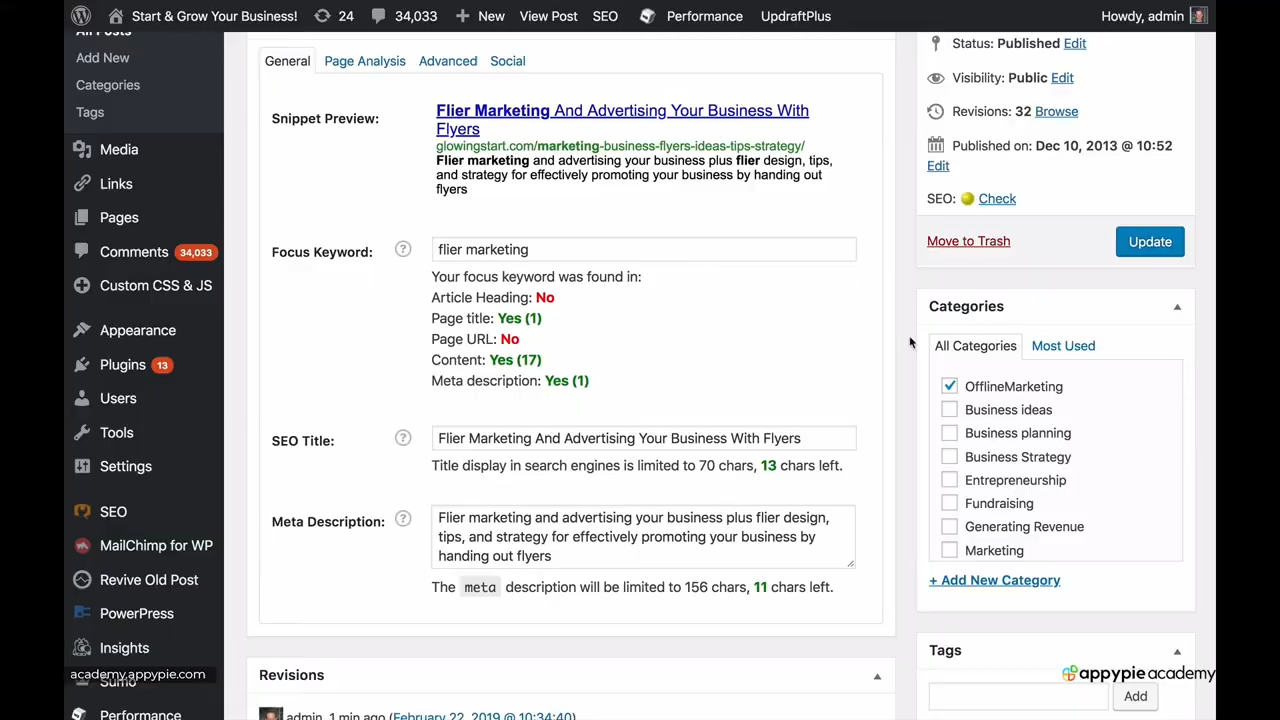 Start & Grow Your Business! 24 34,033 New View Post SEO Performance UpdraftPlus Howdy, admin
All Posts
Add New
Categories
Tags
Media
Links
Pages
Comments 34,033
Custom CSS & JS
Appearance
Plugins 13
Users
Tools
Settings
SEO
MailChimp for WP
Revive Old Post
PowerPress
Insights
academy.appypie.com
Sumo
Performance
General Page Analysis Advanced Social
Snippet Preview:
Flier Marketing And Advertising Your Business With
Flyers
glowingstart.com/marketing-business-flyers-ideas-tips-strategy/
Flier marketing and advertising your business plus flier design, tips,
and strategy for effectively promoting your business by handing out
flyers
Focus Keyword: ? flier marketing
Your focus keyword was found in:
Article Heading: No
Page title: Yes (1)
Page URL: No
Content: Yes (17)
Meta description: Yes (1)
SEO Title: ? Flier Marketing And Advertising Your Business With Flyers
Title display in search engines is limited to 70 chars, 13 chars left.
Meta Description: ?
Flier marketing and advertising your business plus flier design,
tips, and strategy for effectively promoting your business by
handing out flyers
The meta description will be limited to 156 chars, 11 chars left.
Revisions
admin, 1 min ago (February 22, 2019 @ 10:34:40)
Status: Published Edit
Visibility: Public Edit
Revisions: 32 Browse
Published on: Dec 10, 2013 @ 10:52
Edit
SEO: Check
Move to Trash Update
Categories
All Categories Most Used
OfflineMarketing
Business ideas
Business planning
Business Strategy
Entrepreneurship
Fundraising
Generating Revenue
Marketing
+ Add New Category
Tags
appypie academy
Add